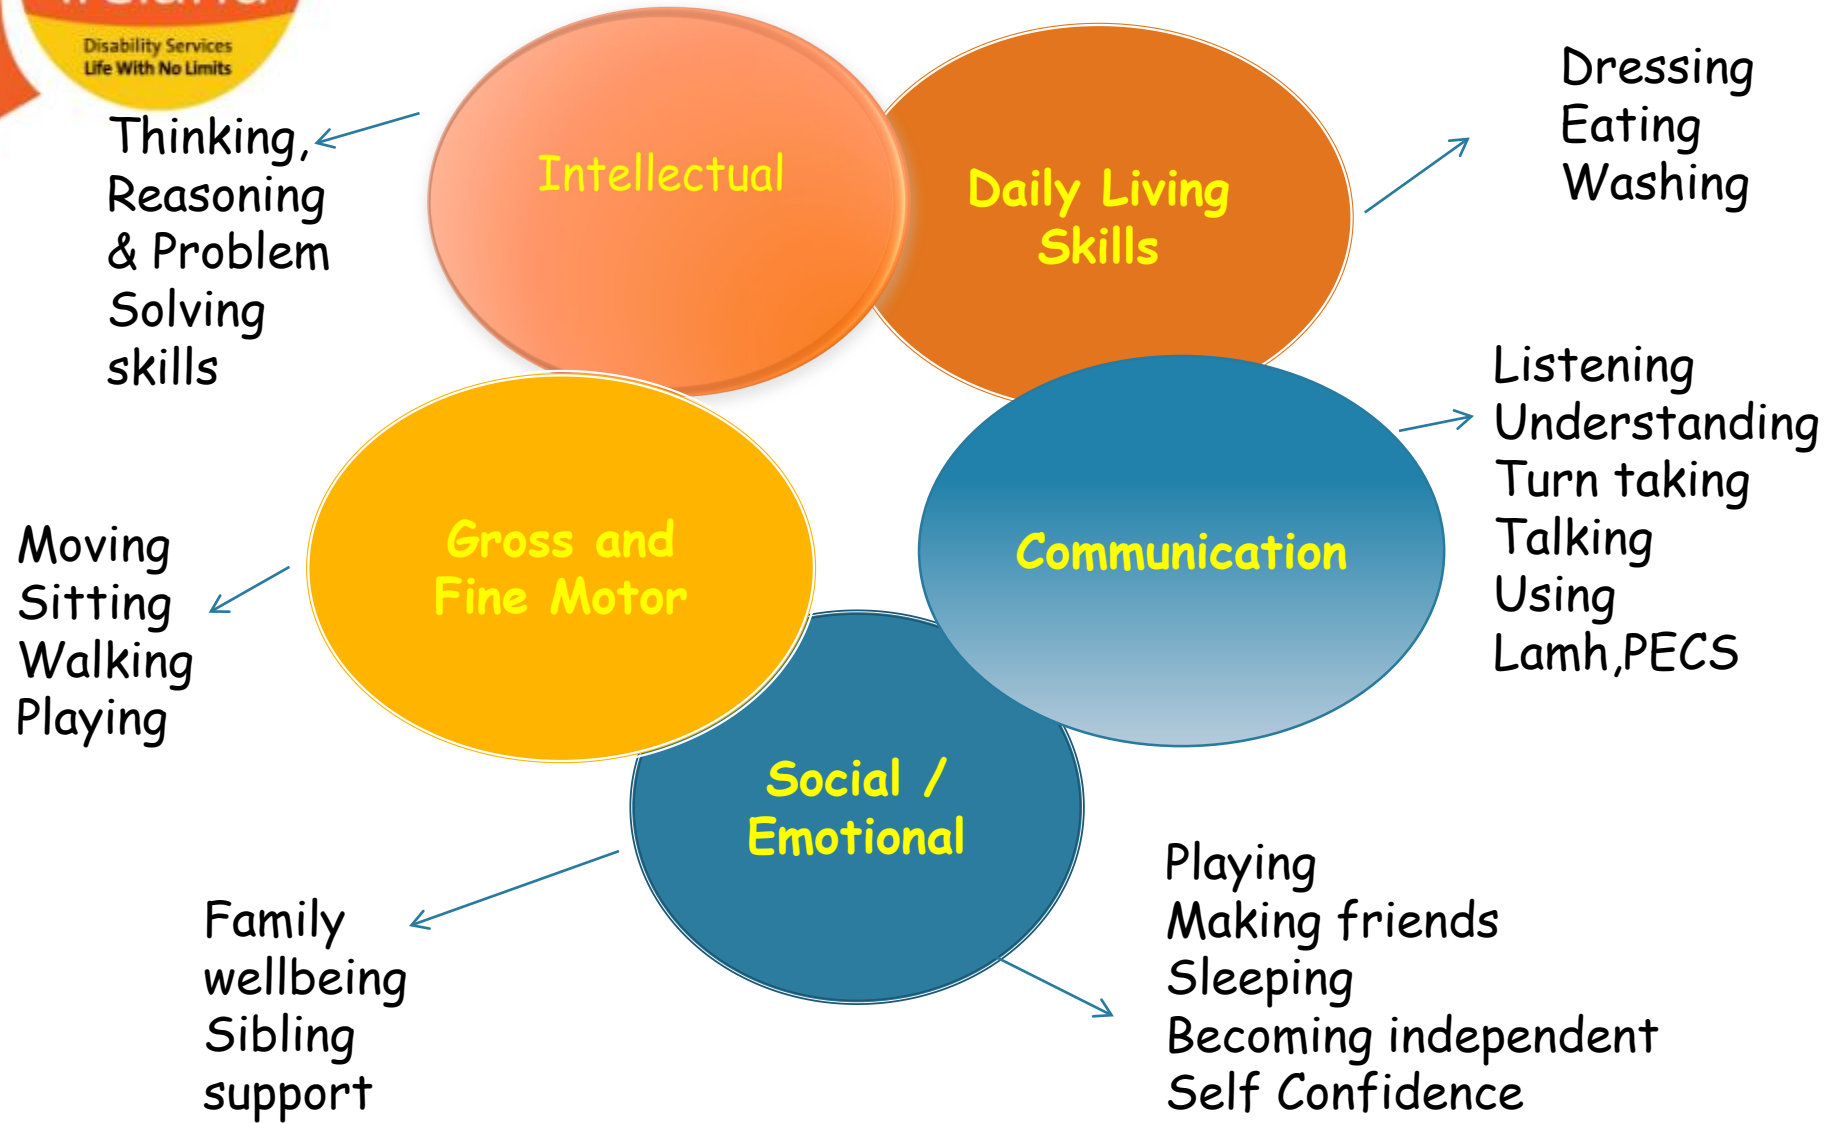 Disability Services
Life With No Limits
Thinking,
Reasoning
& Problem
Solving
skills
Intellectual
Daily Living
Skills
Dressing
Eating
Washing
Listening
Understanding
Turn taking
Talking
Using
Lamh,PECS
Communication
Gross and
Fine Motor
Moving
Sitting
Walking
Playing
Social /
Emotional
Family
wellbeing
Sibling
support
Playing
Making friends
Sleeping
Becoming independent
Self Confidence